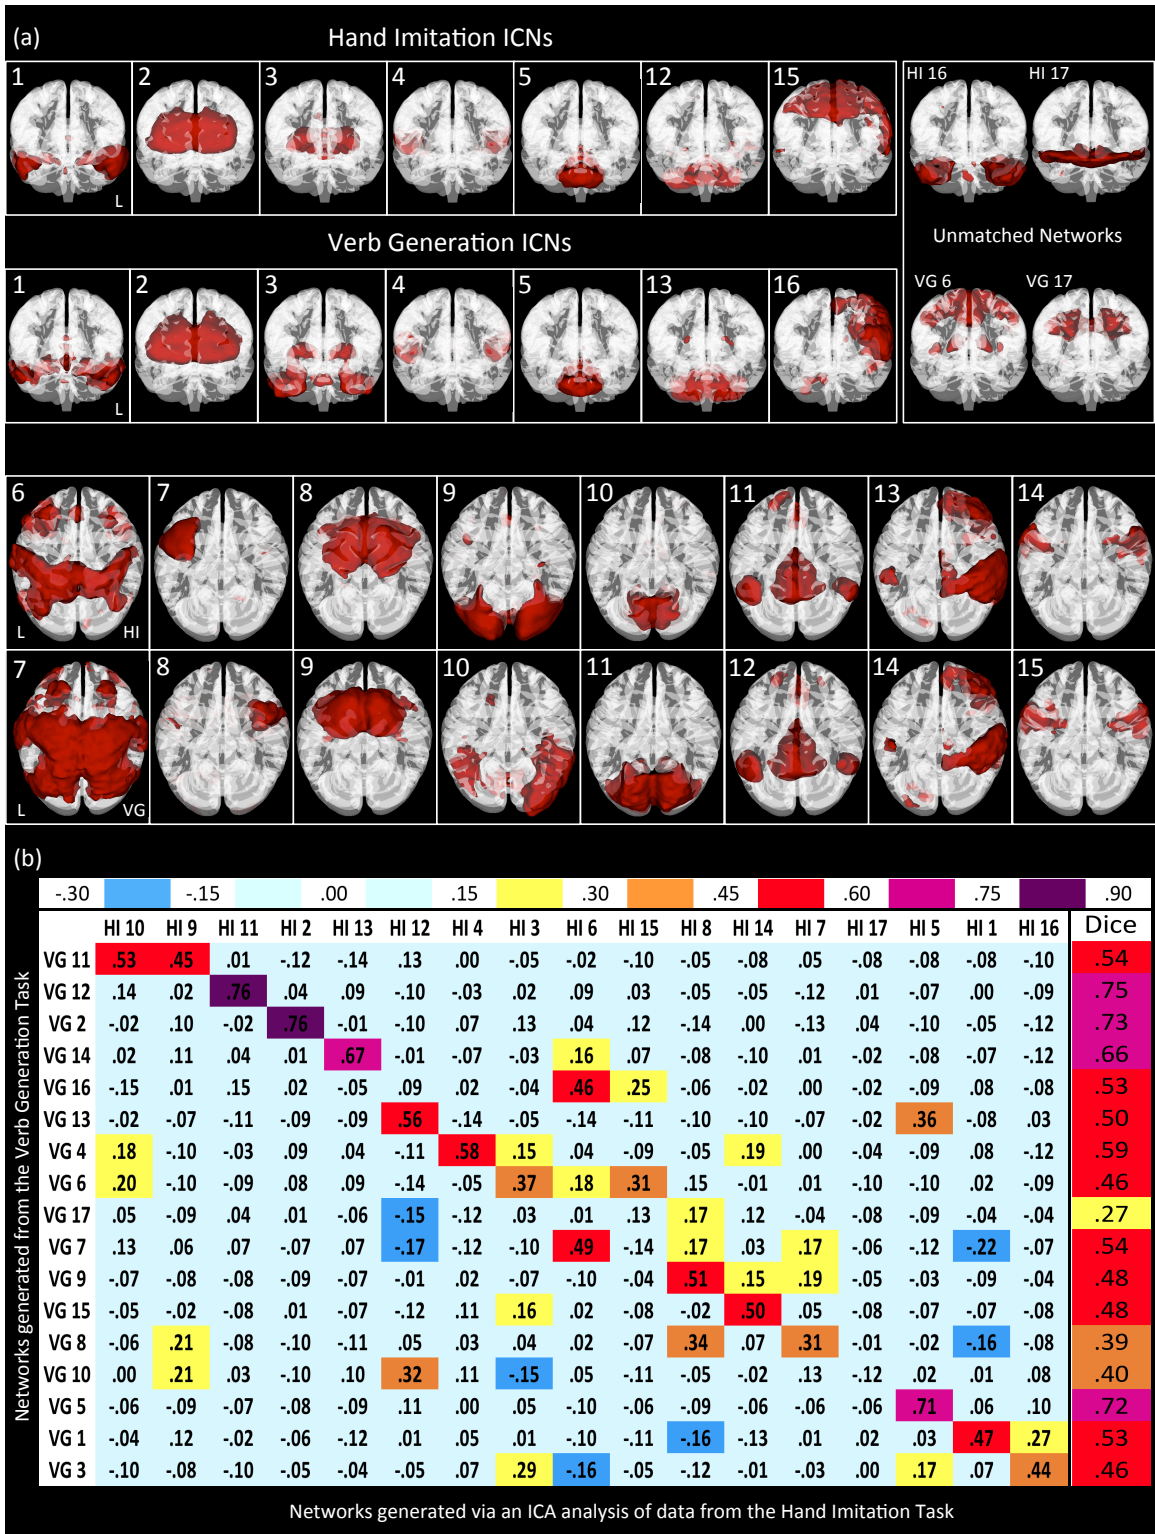 (a)
Hand Imitation ICNs
1 2 3 4 5 12 15 HI 16 HI 17
L
Verb Generation ICNs
Unmatched Networks
1 2 3 4 5 13 16 VG 6 VG 17
L
6 7 8 9 10 11 13 14
L HI
7 8 9 10 11 12 14 15
L VG
(b)
-.30 -.15 .00 .15 .30 .45 .60 .75 .90
HI 10 HI 9 HI 11 HI 2 HI 13 HI 12 HI 4 HI 3 HI 6 HI 15 HI 8 HI 14 HI 7 HI 17 HI 5 HI 1 HI 16 Dice
VG 11 .53 .45 .01 -.12 -.14 .13 .00 -.05 -.02 -.10 -.05 -.08 .05 -.08 -.08 -.08 -.10 .54
VG 12 .14 .02 .76 .04 .09 -.10 -.03 .02 .09 .03 -.05 -.05 -.12 .01 -.07 .00 -.09 .75
VG 2 -.02 .10 -.02 .76 -.01 -.10 .07 .13 .04 .12 -.14 .00 -.13 .04 -.10 -.05 -.12 .73
VG 14 .02 .11 .04 .01 .67 -.01 -.07 -.03 .16 .07 -.08 -.10 .01 -.02 -.08 -.07 -.12 .66
VG 16 -.15 .01 .15 .02 -.05 .09 .02 -.04 .46 .25 -.06 -.02 .00 -.02 -.09 .08 -.08 .53
VG 13 -.02 -.07 -.11 -.09 -.09 .56 -.14 -.05 -.14 -.11 -.10 -.10 -.07 -.02 .36 -.08 .03 .50
VG 4 .18 -.10 -.03 .09 .04 -.11 .58 .15 .04 -.09 -.05 .19 .00 -.04 -.08 .08 -.12 .59
VG 6 .20 -.10 -.09 .08 .09 -.14 -.05 .37 .18 .31 .15 -.01 .01 -.10 -.10 .02 -.09 .46
VG 17 .05 -.09 .04 .01 -.06 -.15 -.12 .03 .01 .13 .17 .12 -.04 -.08 -.09 -.04 -.04 .27
VG 7 .13 .06 .07 -.07 .07 -.17 -.12 -.10 .49 -.14 .17 .03 .17 -.06 -.12 -.22 -.07 .54
VG 9 -.07 -.08 -.08 -.09 -.07 -.01 .02 -.07 -.10 -.04 .51 .15 .19 -.05 -.03 -.09 -.04 .48
VG 15 -.05 -.02 -.08 .01 -.07 -.12 .11 .16 .02 -.08 -.02 .50 .05 -.08 -.07 -.07 -.08 .48
VG 8 -.06 .21 -.08 -.10 -.11 .05 .03 .04 .02 -.07 .34 .07 .31 -.01 -.02 -.16 -.08 .39
VG 10 .00 .21 .03 -.10 .10 .32 .11 -.15 .05 -.11 -.05 -.02 .13 -.12 .02 .01 .08 .40
VG 5 -.06 -.09 -.07 -.08 -.09 .11 .00 .05 -.10 -.06 -.09 -.06 -.06 -.06 .71 .06 .10 .72
VG 1 -.04 .12 -.02 -.06 -.12 .01 .05 .01 -.10 -.11 -.16 -.13 .01 .02 .03 .47 .27 .53
VG 3 -.10 -.08 -.10 -.05 -.04 -.05 .07 .29 -.16 -.05 -.12 -.01 -.03 .00 .17 .07 .44 .46
Networks generated from the Verb Generation Task
Networks generated via an ICA analysis of data from the Hand Imitation Task